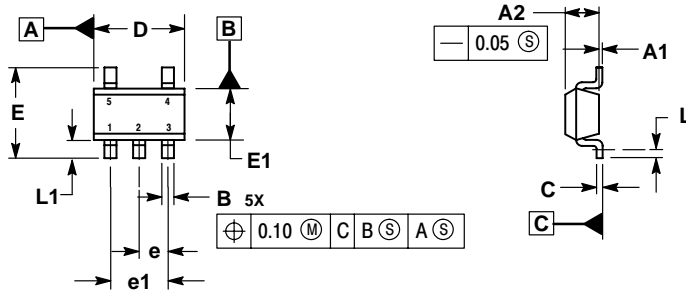 A D B
E
5 4
1 2 3
E1
L1
B 5X
⌖ 0.10 Ⓜ C B Ⓢ A Ⓢ
e
e1
A2
— 0.05 Ⓢ
A1
L
C
C